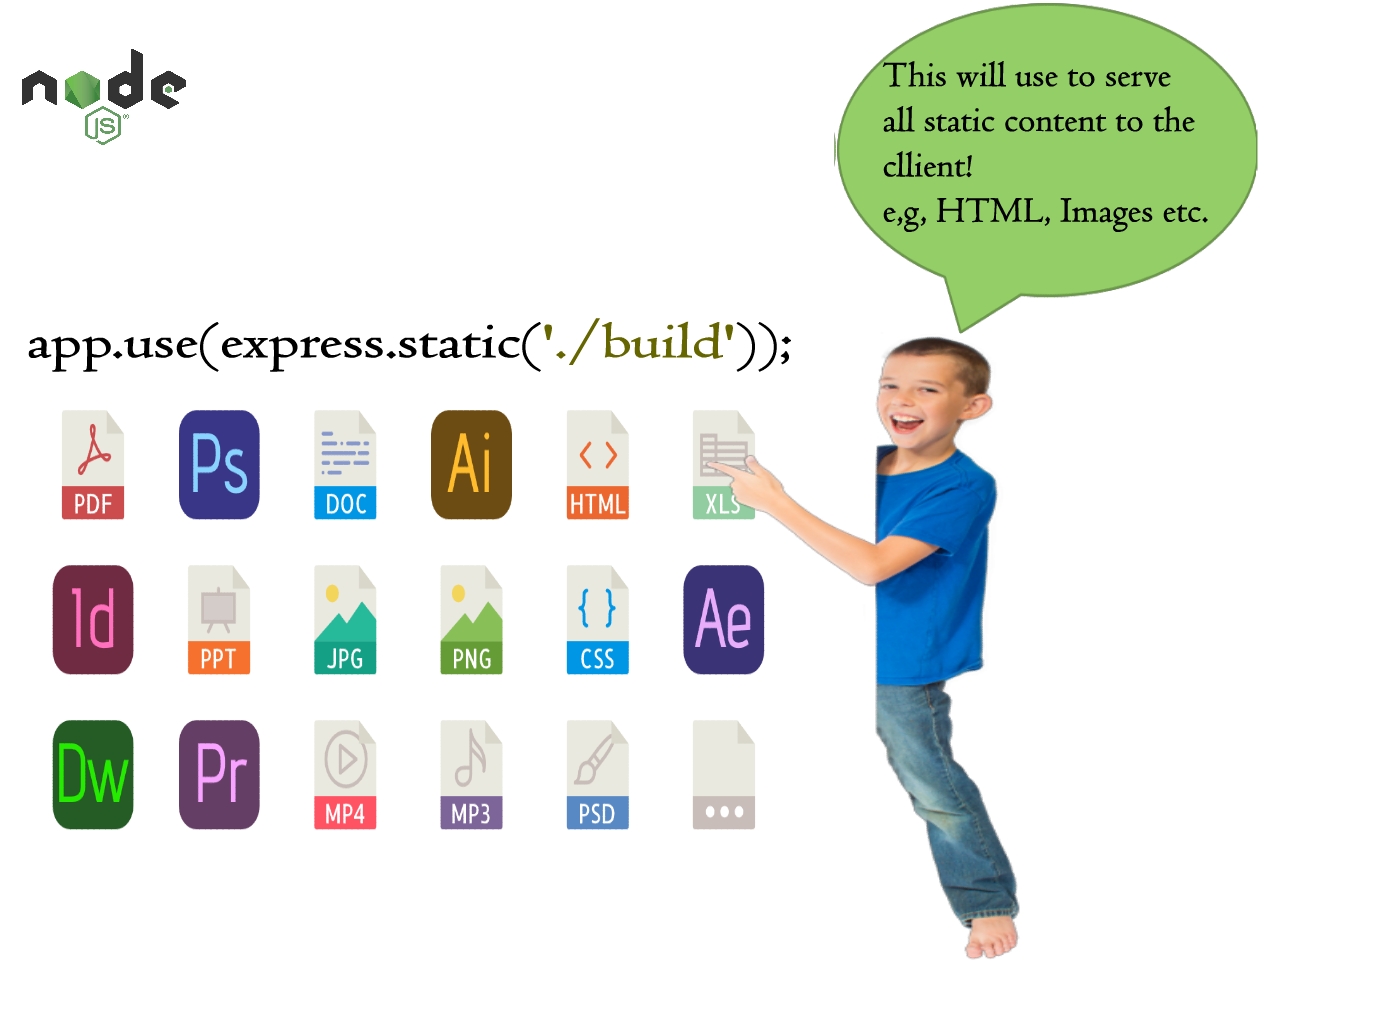 node
JS
This will use to serve
all static content to the
cllient!
e,g, HTML, Images etc.
app.use(express.static('./build'));
PDF Ps DOC Ai HTML XLS
Id PPT JPG PNG CSS Ae
Dw Pr MP4 MP3 PSD